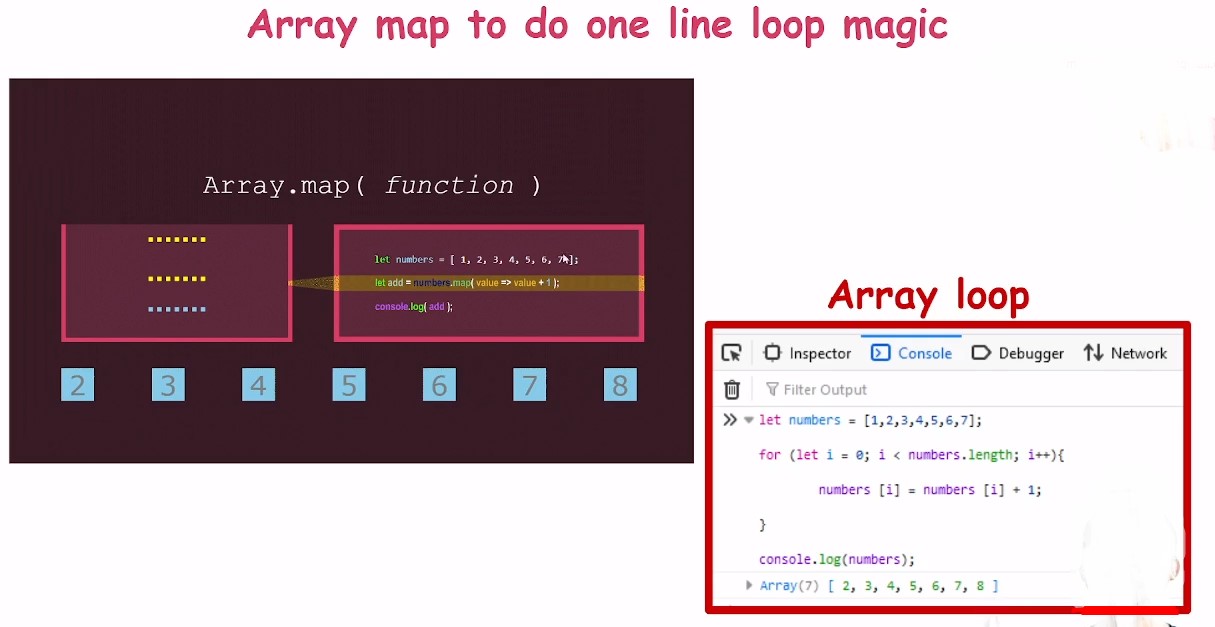 Array map to do one line loop magic
Array.map( function )
let numbers = [ 1, 2, 3, 4, 5, 6, 7 ];
let add = numbers.map( value => value + 1 );
console.log( add );
2 3 4 5 6 7 8
Array loop
Inspector Console Debugger Network
Filter Output
let numbers = [1,2,3,4,5,6,7];
for (let i = 0; i < numbers.length; i++){
numbers [i] = numbers [i] + 1;
}
console.log(numbers);
Array(7) [ 2, 3, 4, 5, 6, 7, 8 ]